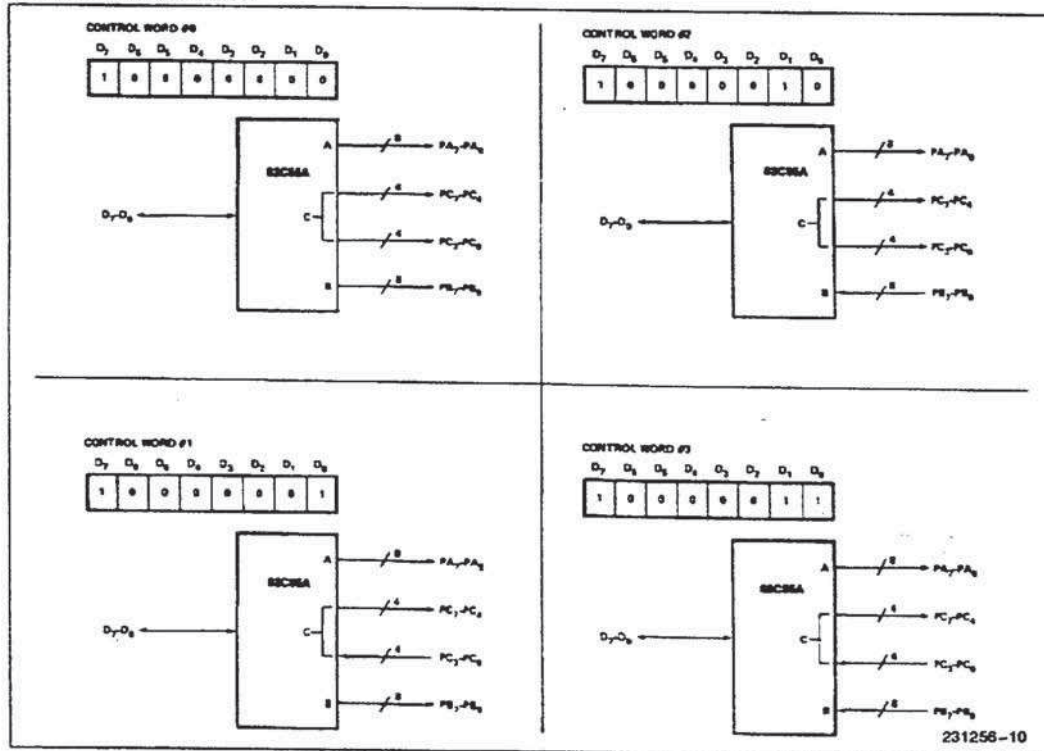 CONTROL WORD #0
D7 D6 D5 D4 D3 D2 D1 D0
1 0 0 0 0 0 0 0
A
8
PA7-PA0
82C55A
4
PC7-PC4
D7-D0
C
4
PC3-PC0
B
8
PB7-PB0
CONTROL WORD #2
D7 D6 D5 D4 D3 D2 D1 D0
1 0 0 0 0 0 1 0
A
8
PA7-PA0
82C55A
4
PC7-PC4
D7-D0
C
4
PC3-PC0
B
8
PB7-PB0
CONTROL WORD #1
D7 D6 D5 D4 D3 D2 D1 D0
1 0 0 0 0 0 0 1
A
8
PA7-PA0
82C55A
4
PC7-PC4
D7-D0
C
4
PC3-PC0
B
8
PB7-PB0
CONTROL WORD #3
D7 D6 D5 D4 D3 D2 D1 D0
1 0 0 0 0 0 1 1
A
8
PA7-PA0
82C55A
4
PC7-PC4
D7-D0
C
4
PC3-PC0
B
8
PB7-PB0
231256-10